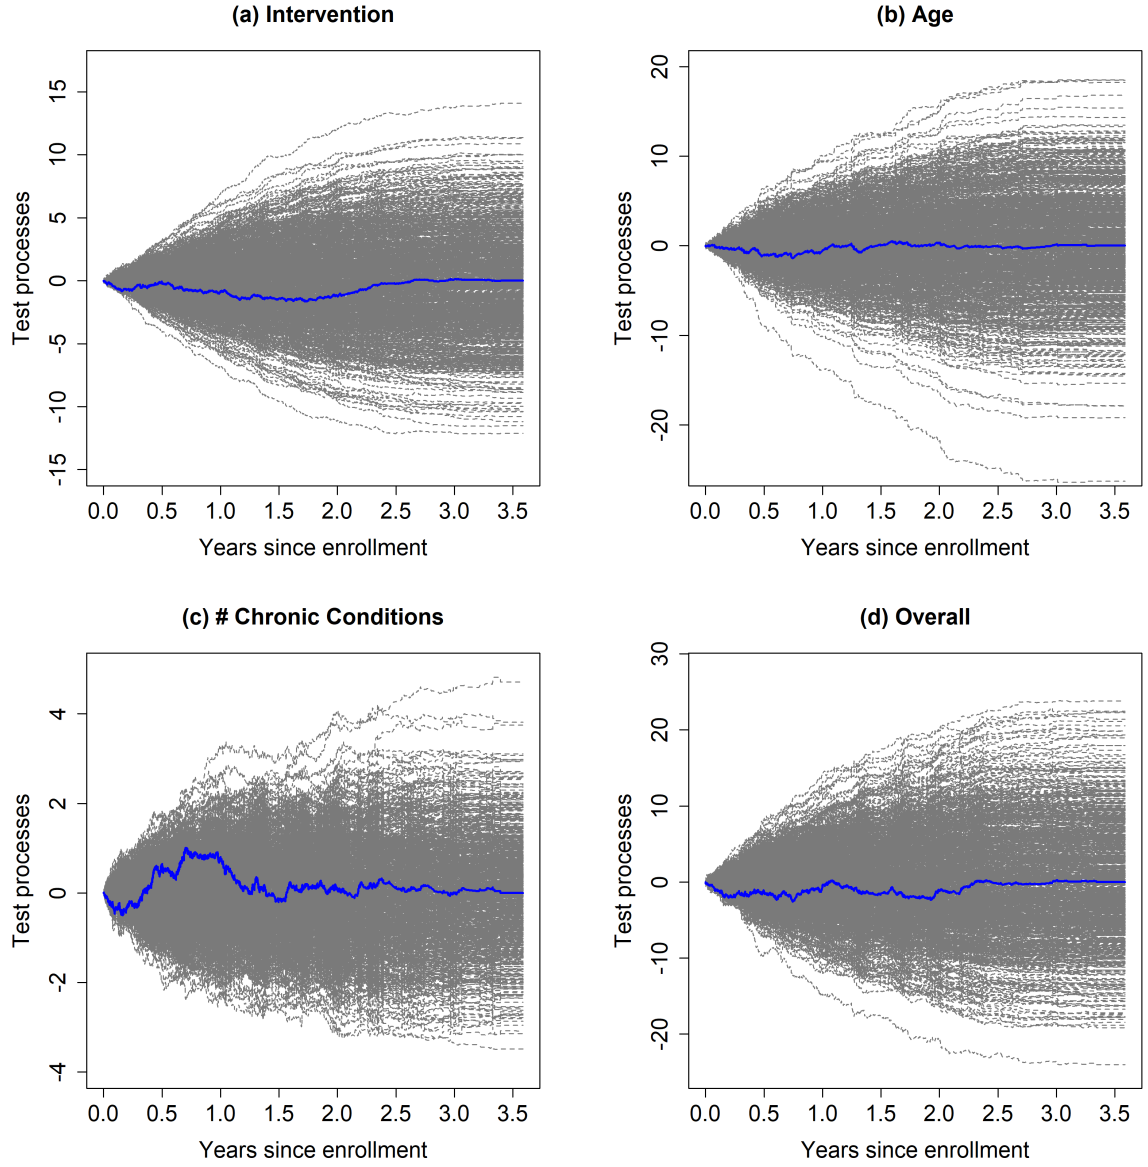 (a) Intervention
15
10
5
0
-5
-10
-15
Test processes
0.0 0.5 1.0 1.5 2.0 2.5 3.0 3.5
Years since enrollment
(b) Age
20
10
0
-10
-20
Test processes
0.0 0.5 1.0 1.5 2.0 2.5 3.0 3.5
Years since enrollment
(c) # Chronic Conditions
4
2
0
-2
-4
Test processes
0.0 0.5 1.0 1.5 2.0 2.5 3.0 3.5
Years since enrollment
(d) Overall
30
20
10
0
-10
-20
Test processes
0.0 0.5 1.0 1.5 2.0 2.5 3.0 3.5
Years since enrollment